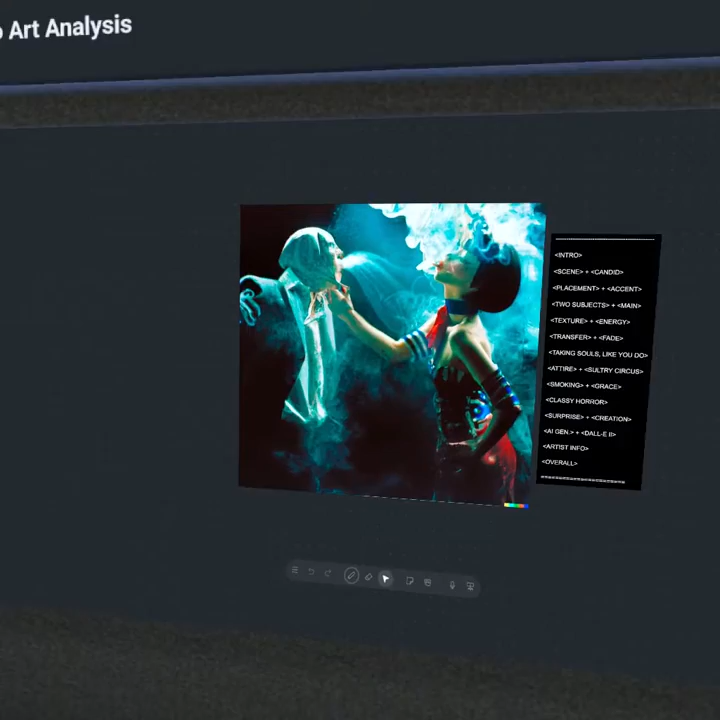 Art Analysis
<INTRO>
<SCENE> + <CANDID>
<PLACEMENT> + <ACCENT>
<TWO SUBJECTS> + <MAIN>
<TEXTURE> + <ENERGY>
<TRANSFER> + <FADE>
<TAKING SOULS, LIKE YOU DO>
<ATTIRE> + <SULTRY CIRCUS>
<SMOKING> + <GRACE>
<CLASSY HORROR>
<SURPRISE> + <CREATION>
<AI GEN.> + <DALL-E II>
<ARTIST INFO>
<OVERALL>